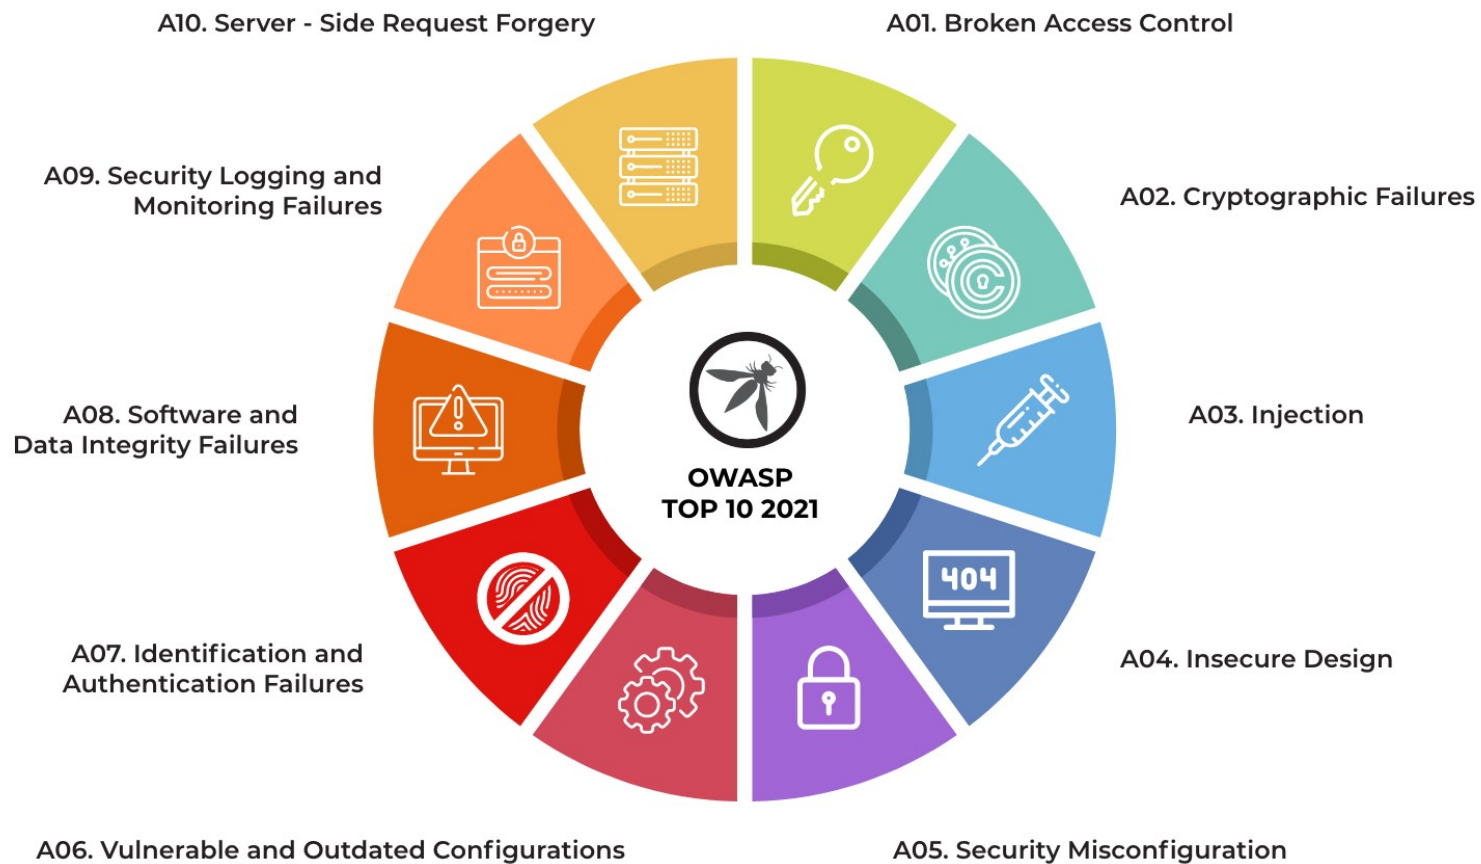 A10. Server - Side Request Forgery
A01. Broken Access Control
A09. Security Logging and
Monitoring Failures
A02. Cryptographic Failures
A08. Software and
Data Integrity Failures
A03. Injection
OWASP
TOP 10 2021
404
A07. Identification and
Authentication Failures
A04. Insecure Design
A06. Vulnerable and Outdated Configurations
A05. Security Misconfiguration